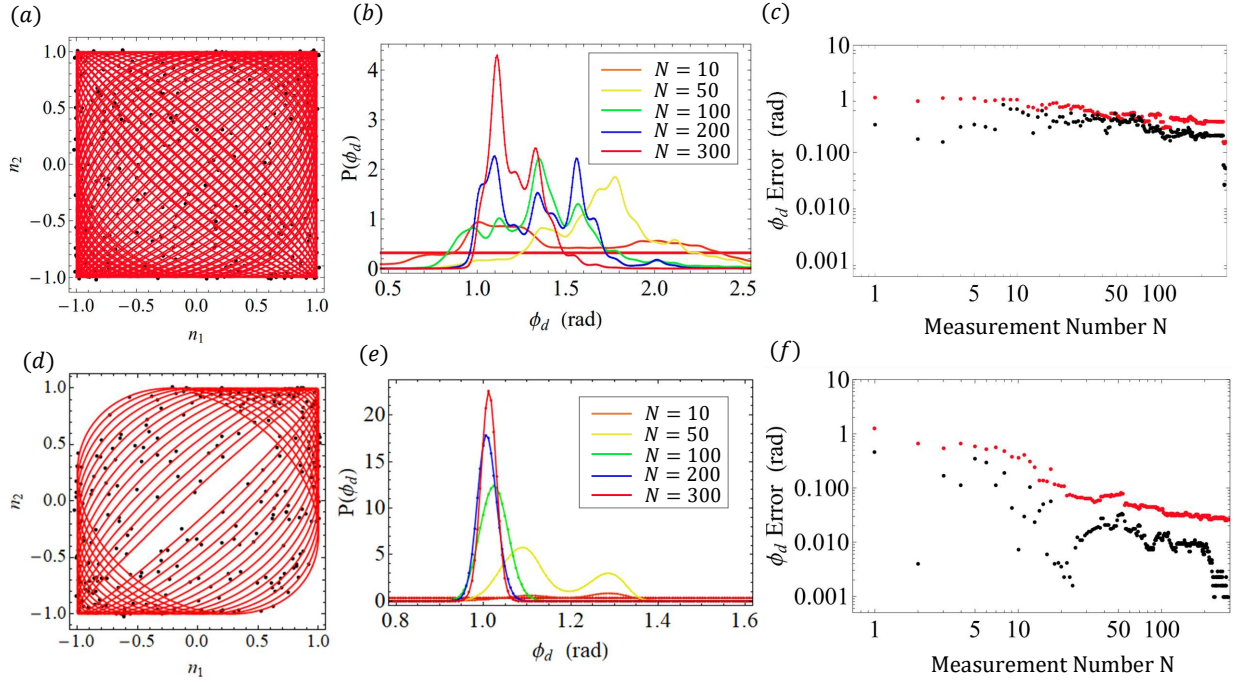 (a)
1.0
0.5
0.0
−0.5
−1.0
n2
−1.0 −0.5 0.0 0.5 1.0
n1
(b)
4
3
2
1
0
P(ϕd)
0.5 1.0 1.5 2.0 2.5
ϕd (rad)
N = 10
N = 50
N = 100
N = 200
N = 300
(c)
10
1
0.100
0.010
0.001
ϕd Error (rad)
1 5 10 50 100
Measurement Number N
(d)
1.0
0.5
0.0
−0.5
−1.0
n2
−1.0 −0.5 0.0 0.5 1.0
n1
(e)
20
15
10
5
0
P(ϕd)
0.8 1.0 1.2 1.4 1.6
ϕd (rad)
N = 10
N = 50
N = 100
N = 200
N = 300
(f)
10
1
0.100
0.010
0.001
ϕd Error (rad)
1 5 10 50 100
Measurement Number N